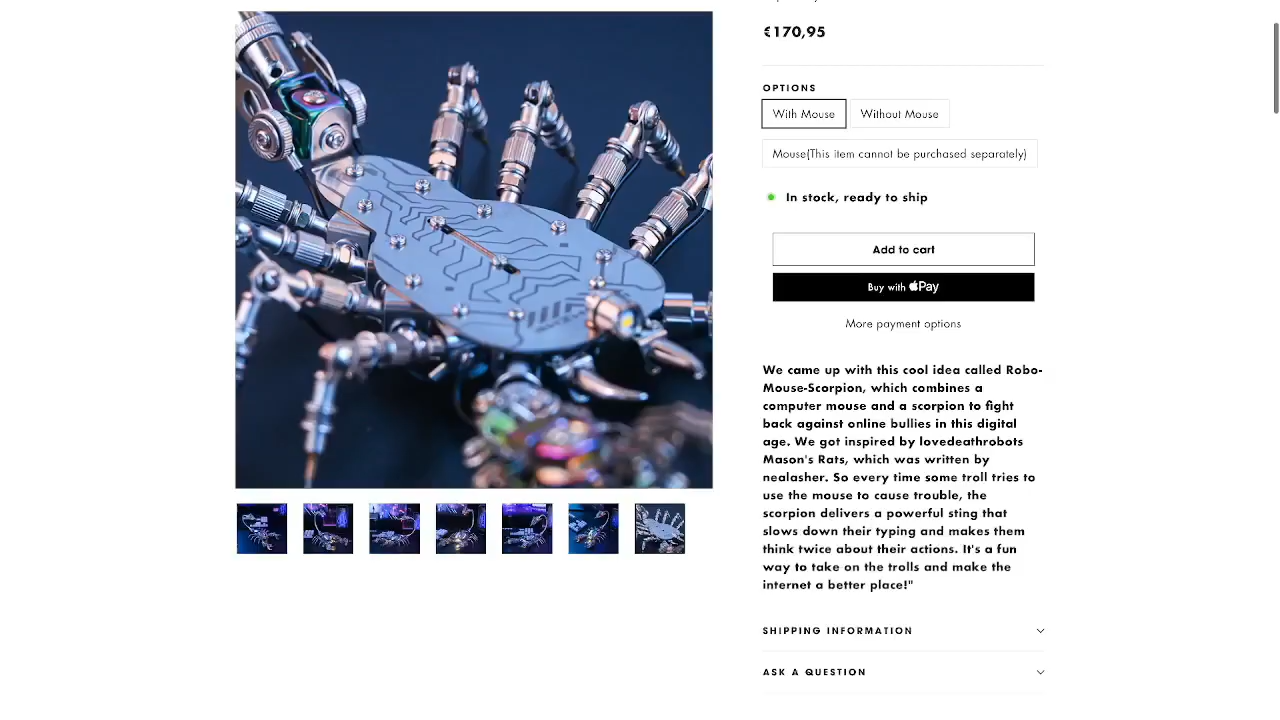 €170,95
OPTIONS
With Mouse
Without Mouse
Mouse(This item cannot be purchased separately)
In stock, ready to ship
Add to cart
Buy with Pay
More payment options
We came up with this cool idea called Robo-
Mouse-Scorpion, which combines a
computer mouse and a scorpion to fight
back against online bullies in this digital
age. We got inspired by lovedeathrobots
Mason's Rats, which was written by
nealasher. So every time some troll tries to
use the mouse to cause trouble, the
scorpion delivers a powerful sting that
slows down their typing and makes them
think twice about their actions. It's a fun
way to take on the trolls and make the
internet a better place!"
SHIPPING INFORMATION
ASK A QUESTION